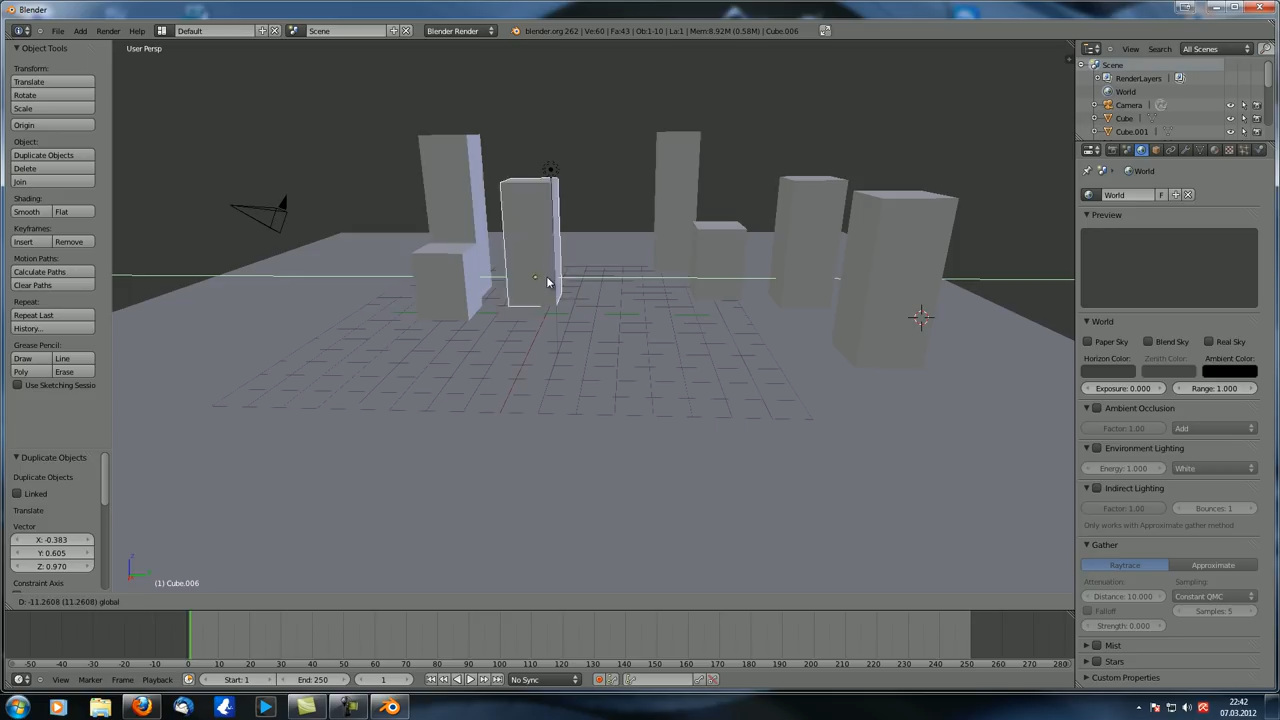 Blender
File Add Render Help Default Scene Blender Render blender.org 262 | Ve:60 | Fa:43 | Ob:1-10 | La:1 | Mem:8.92M (0.58M) | Cube.006
Object Tools
User Persp
View Search All Scenes
Transform:
Translate
Rotate
Scale
Origin
Object:
Duplicate Objects
Delete
Join
Shading:
Smooth Flat
Keyframes:
Insert Remove
Motion Paths:
Calculate Paths
Clear Paths
Repeat:
Repeat Last
History...
Grease Pencil:
Draw Line
Poly Erase
Use Sketching Sessio
Duplicate Objects
Duplicate Objects
Linked
Translate
Vector
X: -0.383
Y: 0.605
Z: 0.970
Constraint Axis
(1) Cube.006
D: -11.2608 (11.2608) global
Scene
RenderLayers
World
Camera
Cube
Cube.001
World
World F
Preview
World
Paper Sky Blend Sky Real Sky
Horizon Color: Zenith Color: Ambient Color:
Exposure: 0.000 Range: 1.000
Ambient Occlusion
Factor: 1.00 Add
Environment Lighting
Energy: 1.000 White
Indirect Lighting
Factor: 1.00 Bounces: 1
Only works with Approximate gather method
Gather
Raytrace Approximate
Attenuation: Sampling:
Distance: 10.000 Constant QMC
Falloff Samples: 5
Strength: 0.000
Mist
Stars
Custom Properties
-50 -40 -30 -20 -10 0 10 20 30 40 50 60 70 80 90 100 110 120 130 140 150 160 170 180 190 200 210 220 230 240 250 260 270 280
View Marker Frame Playback Start: 1 End: 250 1 No Sync
22:42
07.03.2012